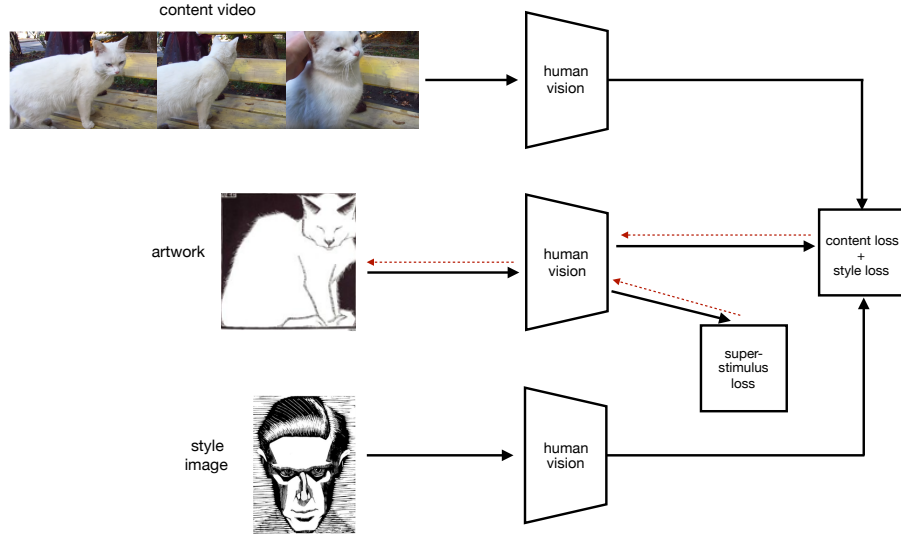 content video
human
vision
artwork
human
vision
content loss
+
style loss
super-
stimulus
loss
style
image
human
vision